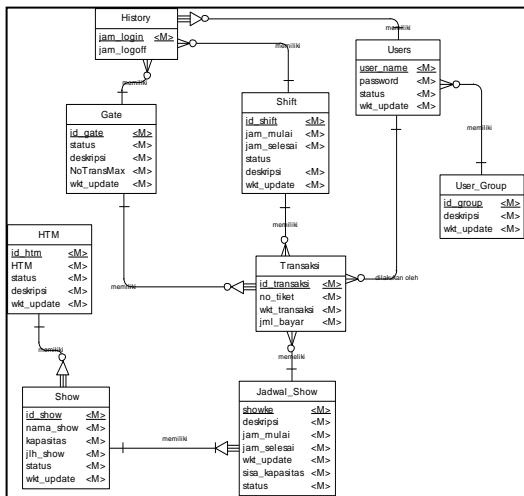 History
jam_login <M>
jam_logoff
memiliki
Users
user_name <M>
password <M>
status <M>
wkt_update <M>
memiliki
memiliki
Gate
id_gate <M>
status <M>
deskripsi <M>
NoTransMax <M>
wkt_update <M>
Shift
id_shift <M>
jam_mulai <M>
jam_selesai <M>
status
deskripsi <M>
wkt_update <M>
memiliki
User_Group
id_group <M>
deskripsi <M>
wkt_update <M>
HTM
id_htm <M>
HTM <M>
status <M>
deskripsi <M>
wkt_update <M>
memiliki
Transaksi
id_transaksi <M>
no_tiket <M>
wkt_transaksi <M>
jml_bayar <M>
memiliki
dilakukan oleh
memiliki
memeliki
Show
id_show <M>
nama_show <M>
kapasitas <M>
jlh_show <M>
status <M>
wkt_update <M>
memiliki
Jadwal_Show
showke <M>
deskripsi <M>
jam_mulai <M>
jam_selesai <M>
wkt_update <M>
sisa_kapasitas <M>
status <M>